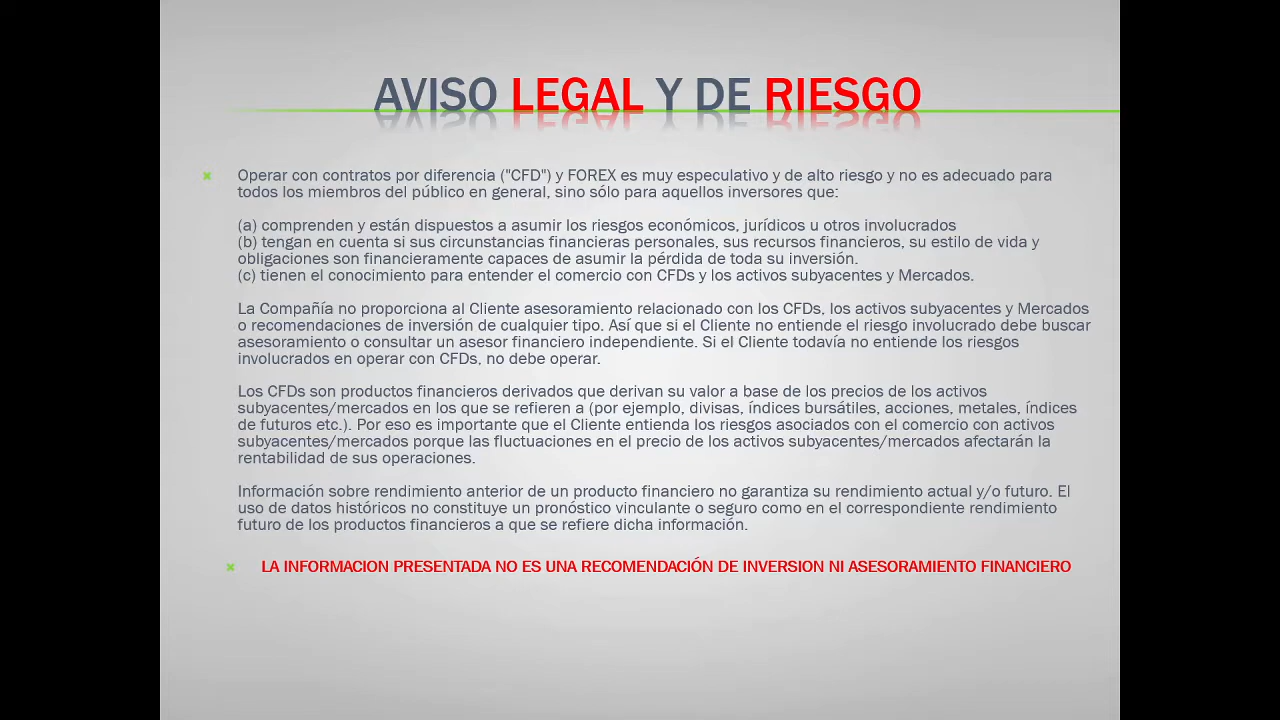 AVISO LEGAL Y DE RIESGO
Operar con contratos por diferencia ("CFD") y FOREX es muy especulativo y de alto riesgo y no es adecuado para
todos los miembros del público en general, sino sólo para aquellos inversores que:
(a) comprenden y están dispuestos a asumir los riesgos económicos, jurídicos u otros involucrados
(b) tengan en cuenta si sus circunstancias financieras personales, sus recursos financieros, su estilo de vida y
obligaciones son financieramente capaces de asumir la pérdida de toda su inversión.
(c) tienen el conocimiento para entender el comercio con CFDs y los activos subyacentes y Mercados.
La Compañía no proporciona al Cliente asesoramiento relacionado con los CFDs, los activos subyacentes y Mercados
o recomendaciones de inversión de cualquier tipo. Así que si el Cliente no entiende el riesgo involucrado debe buscar
asesoramiento o consultar un asesor financiero independiente. Si el Cliente todavía no entiende los riesgos
involucrados en operar con CFDs, no debe operar.
Los CFDs son productos financieros derivados que derivan su valor a base de los precios de los activos
subyacentes/mercados en los que se refieren a (por ejemplo, divisas, índices bursátiles, acciones, metales, índices
de futuros etc.). Por eso es importante que el Cliente entienda los riesgos asociados con el comercio con activos
subyacentes/mercados porque las fluctuaciones en el precio de los activos subyacentes/mercados afectarán la
rentabilidad de sus operaciones.
Información sobre rendimiento anterior de un producto financiero no garantiza su rendimiento actual y/o futuro. El
uso de datos históricos no constituye un pronóstico vinculante o seguro como en el correspondiente rendimiento
futuro de los productos financieros a que se refiere dicha información.
LA INFORMACION PRESENTADA NO ES UNA RECOMENDACIÓN DE INVERSION NI ASESORAMIENTO FINANCIERO